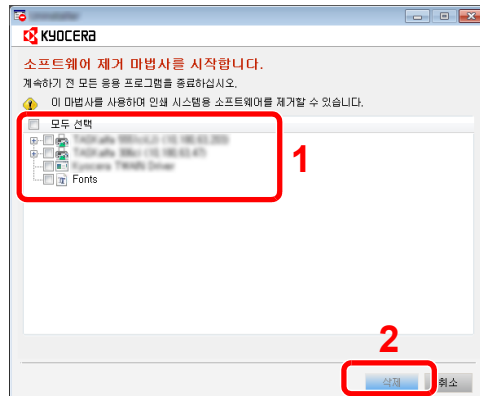 KYOCERA
소프트웨어 제거 마법사를 시작합니다.
계속하기 전 모든 응용 프로그램을 종료하십시오.
이 마법사를 사용하여 인쇄 시스템용 소프트웨어를 제거할 수 있습니다.
모두 선택
Kyocera TWAIN Driver
Fonts
1
2
삭제
취소